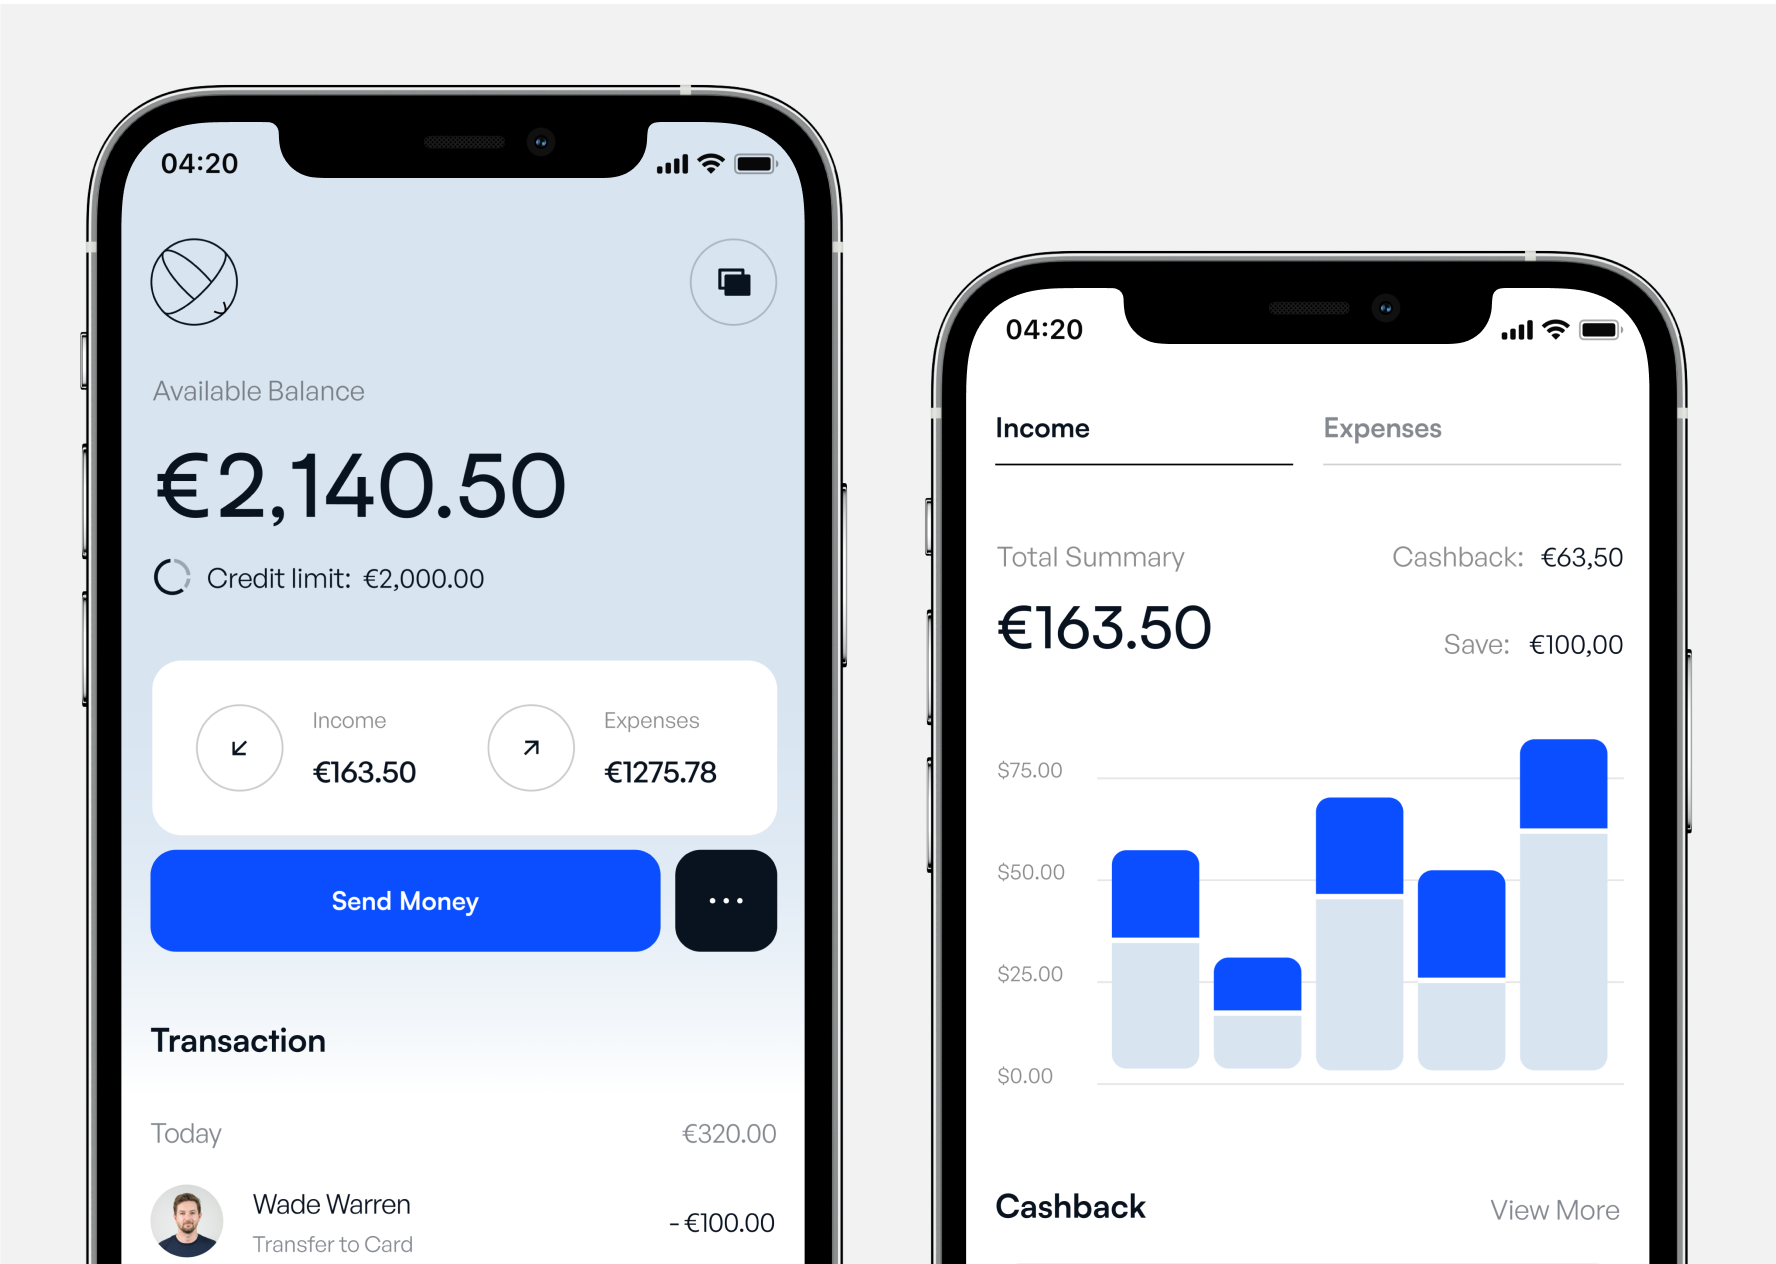 04:20
Available Balance
€2,140.50
Credit limit: €2,000.00
Income
€163.50
Expenses
€1275.78
Send Money
Transaction
Today
€320.00
Wade Warren
Transfer to Card
- €100.00
04:20
Income
Expenses
Total Summary
€163.50
Cashback: €63,50
Save: €100,00
$75.00
$50.00
$25.00
$0.00
Cashback
View More